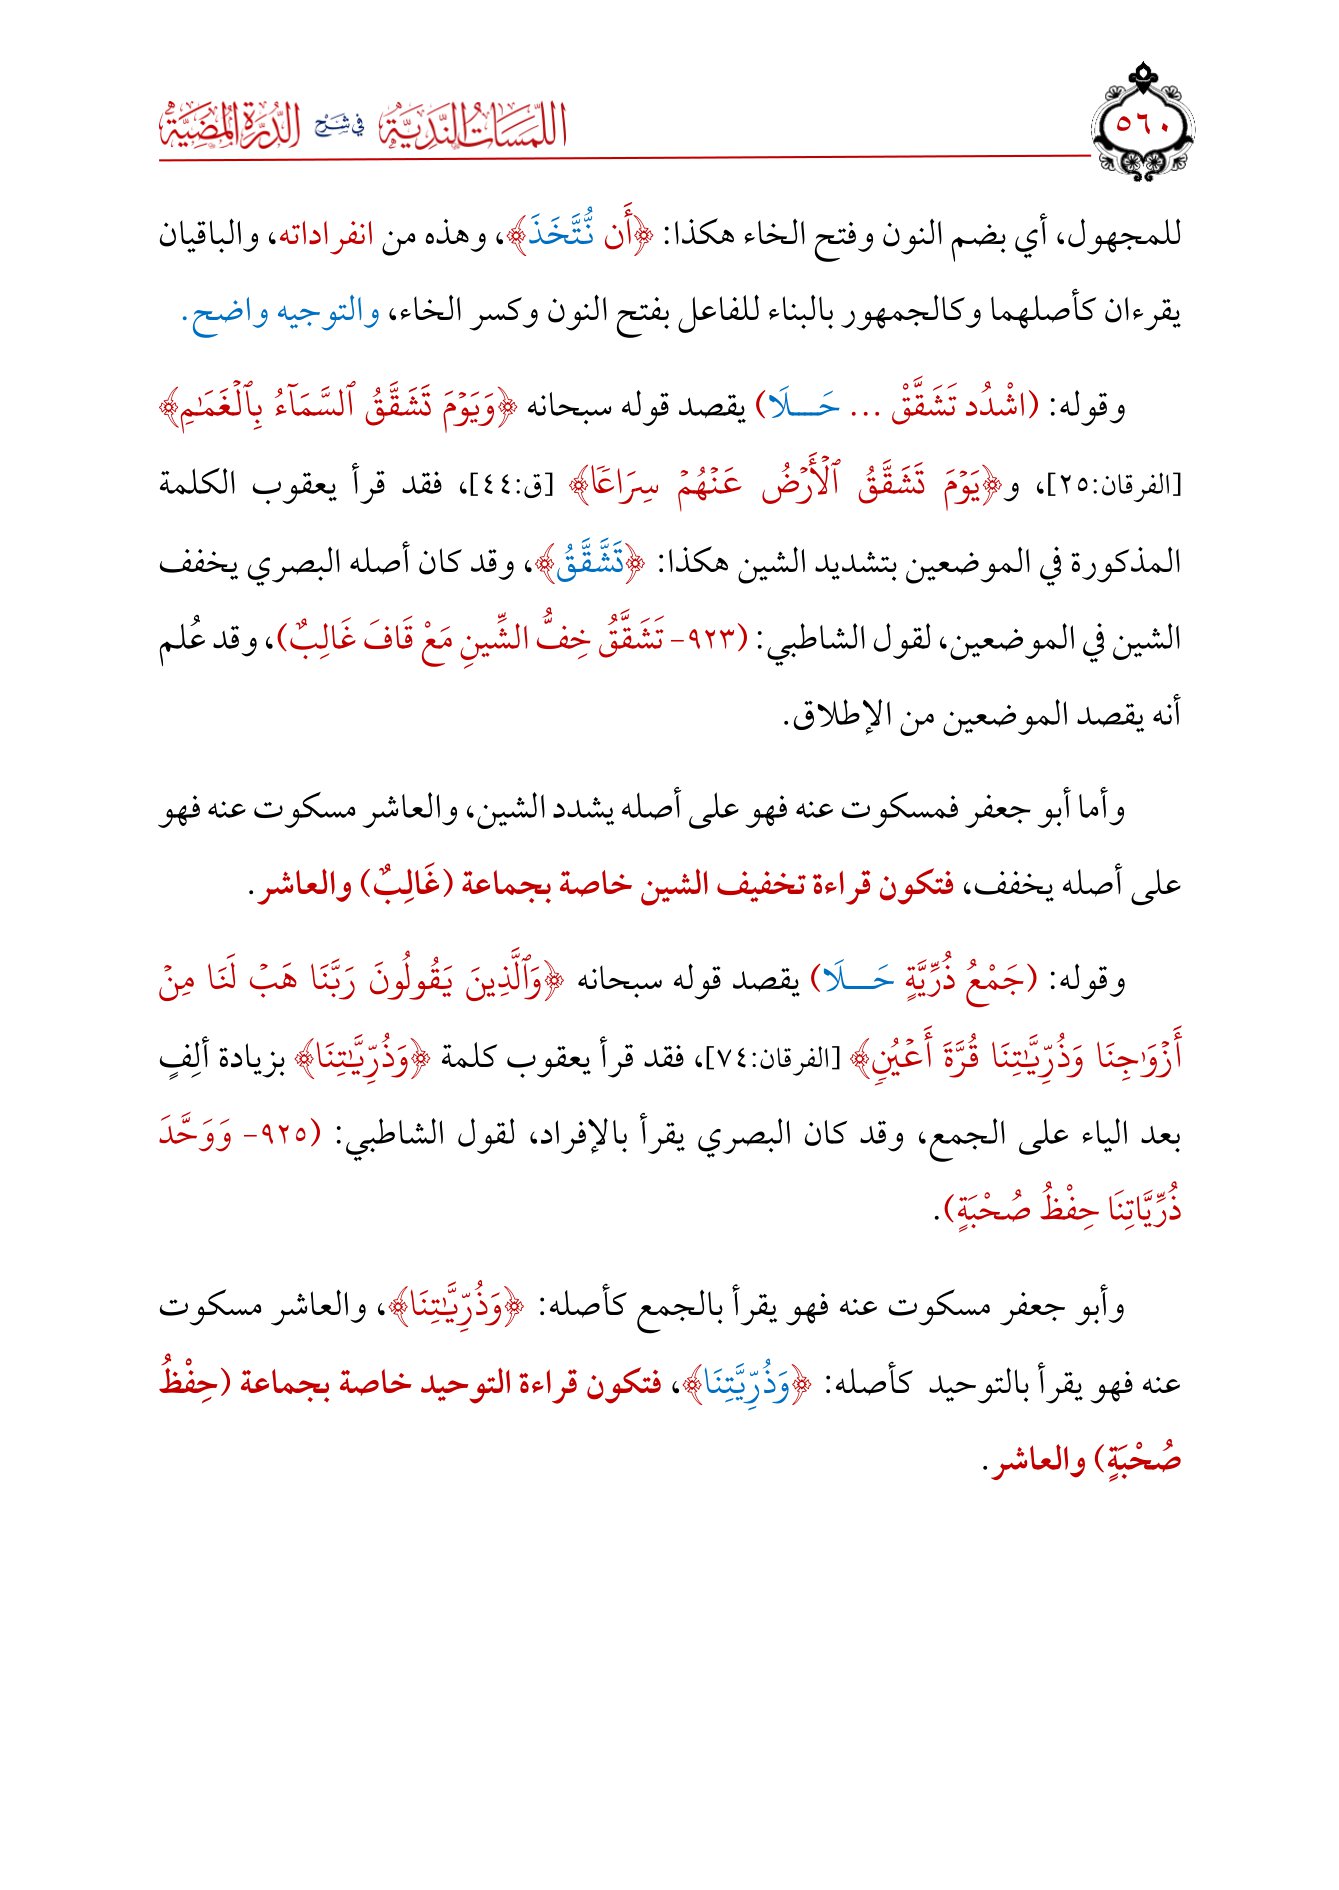 اللمسات الندية في شرح الدرة المضية
٥٦٠
للمجهول، أي بضم النون وفتح الخاء هكذا: ﴿أَن نُّتَّخَذَ﴾، وهذه من انفراداته، والباقيان
يقرءان كأصلهما وكالجمهور بالبناء للفاعل بفتح النون وكسر الخاء، والتوجيه واضح.
وقوله: (اشْدُد تَشَقَّقْ ... حَـــلَا) يقصد قوله سبحانه ﴿وَيَوْمَ تَشَقَّقُ ٱلسَّمَآءُ بِٱلْغَمَـٰمِ﴾
[الفرقان:٢٥]، و﴿يَوْمَ تَشَقَّقُ ٱلْأَرْضُ عَنْهُمْ سِرَاعًا﴾ [ق:٤٤]، فقد قرأ يعقوب الكلمة
المذكورة في الموضعين بتشديد الشين هكذا: ﴿تَشَّقَّقُ﴾، وقد كان أصله البصري يخفف
الشين في الموضعين، لقول الشاطبي: (٩٢٣- تَشَقَّقُ خِفُّ الشِّينِ مَعْ قَافَ غَالِبٌ)، وقد عُلم
أنه يقصد الموضعين من الإطلاق.
وأما أبو جعفر فمسكوت عنه فهو على أصله يشدد الشين، والعاشر مسكوت عنه فهو
على أصله يخفف، فتكون قراءة تخفيف الشين خاصة بجماعة (غَالِبٌ) والعاشر.
وقوله: (جَمْعُ ذُرِّيَّةٍ حَـــلَا) يقصد قوله سبحانه ﴿وَٱلَّذِينَ يَقُولُونَ رَبَّنَا هَبْ لَنَا مِنْ
أَزْوَٰجِنَا وَذُرِّيَّـٰتِنَا قُرَّةَ أَعْيُنٍ﴾ [الفرقان:٧٤]، فقد قرأ يعقوب كلمة ﴿وَذُرِّيَّـٰتِنَا﴾ بزيادة ألِفٍ
بعد الياء على الجمع، وقد كان البصري يقرأ بالإفراد، لقول الشاطبي: (٩٢٥- وَوَحَّدَ
ذُرِّيَّاتِنَا حِفْظُ صُحْبَةٍ).
وأبو جعفر مسكوت عنه فهو يقرأ بالجمع كأصله: ﴿وَذُرِّيَّـٰتِنَا﴾، والعاشر مسكوت
عنه فهو يقرأ بالتوحيد كأصله: ﴿وَذُرِّيَّتِنَا﴾، فتكون قراءة التوحيد خاصة بجماعة (حِفْظُ
صُحْبَةٍ) والعاشر.